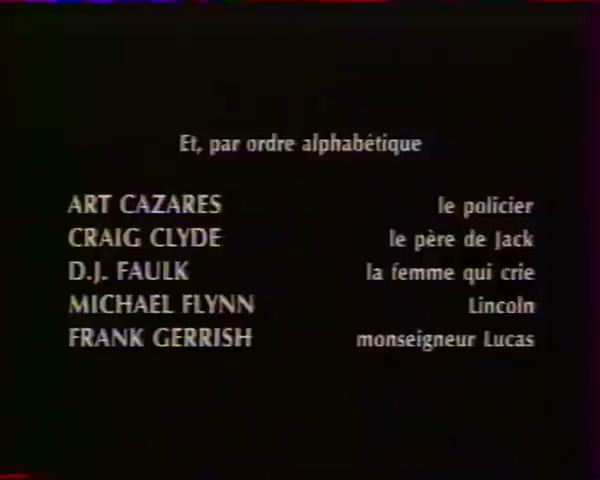 Et, par ordre alphabétique
ART CAZARES le policier
CRAIG CLYDE le père de Jack
D.J. FAULK la femme qui crie
MICHAEL FLYNN Lincoln
FRANK GERRISH monseigneur Lucas